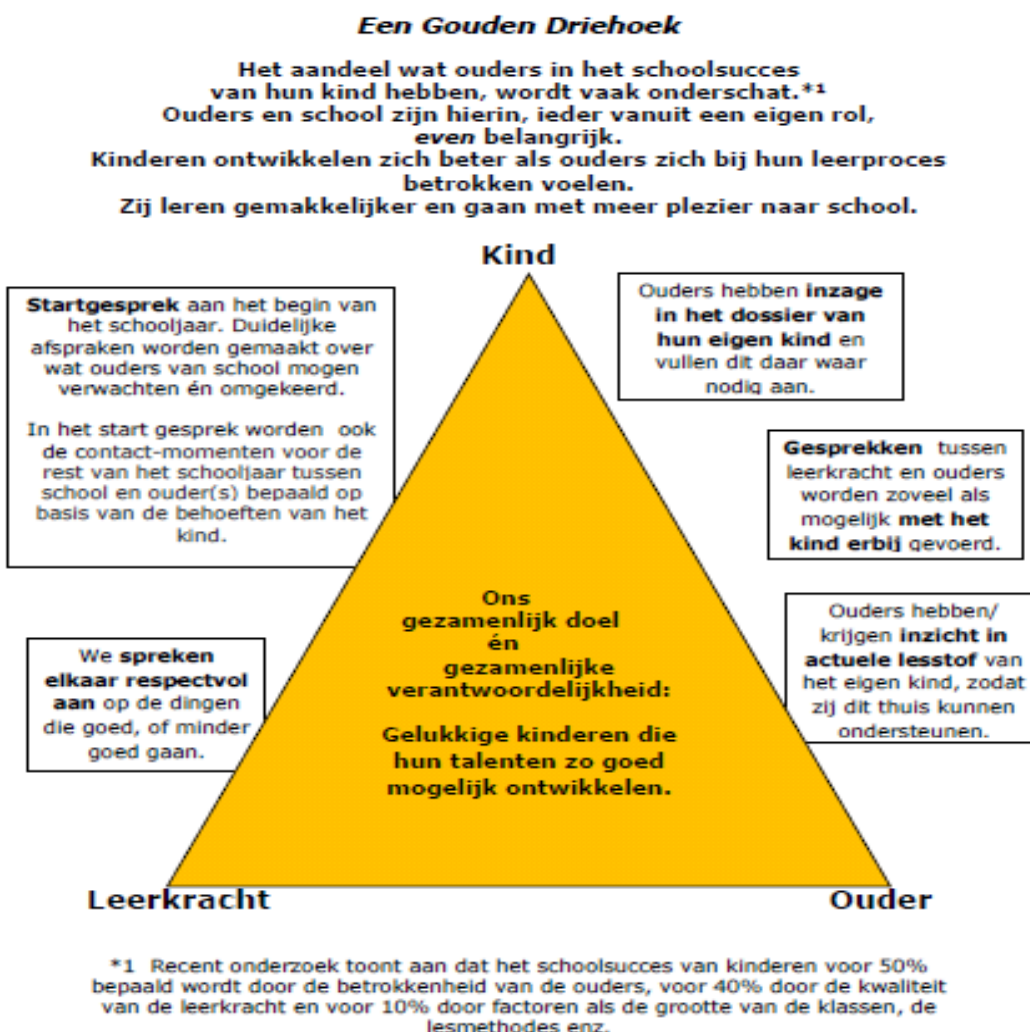 Een Gouden Driehoek
Het aandeel wat ouders in het schoolsucces
van hun kind hebben, wordt vaak onderschat.*¹
Ouders en school zijn hierin, ieder vanuit een eigen rol,
even belangrijk.
Kinderen ontwikkelen zich beter als ouders zich bij hun leerproces
betrokken voelen.
Zij leren gemakkelijker en gaan met meer plezier naar school.
Kind
Startgesprek aan het begin van
het schooljaar. Duidelijke
afspraken worden gemaakt over
wat ouders van school mogen
verwachten én omgekeerd.
In het start gesprek worden ook
de contact-momenten voor de
rest van het schooljaar tussen
school en ouder(s) bepaald op
basis van de behoeften van het
kind.
Ouders hebben inzage
in het dossier van
hun eigen kind en
vullen dit daar waar
nodig aan.
Gesprekken tussen
leerkracht en ouders
worden zoveel als
mogelijk met het
kind erbij gevoerd.
We spreken
elkaar respectvol
aan op de dingen
die goed, of minder
goed gaan.
Ons
gezamenlijk doel
én
gezamenlijke
verantwoordelijkheid:
Gelukkige kinderen die
hun talenten zo goed
mogelijk ontwikkelen.
Ouders hebben/
krijgen inzicht in
actuele lesstof van
het eigen kind, zodat
zij dit thuis kunnen
ondersteunen.
Leerkracht
Ouder
*1 Recent onderzoek toont aan dat het schoolsucces van kinderen voor 50%
bepaald wordt door de betrokkenheid van de ouders, voor 40% door de kwaliteit
van de leerkracht en voor 10% door factoren als de grootte van de klassen, de
lesmethodes enz.